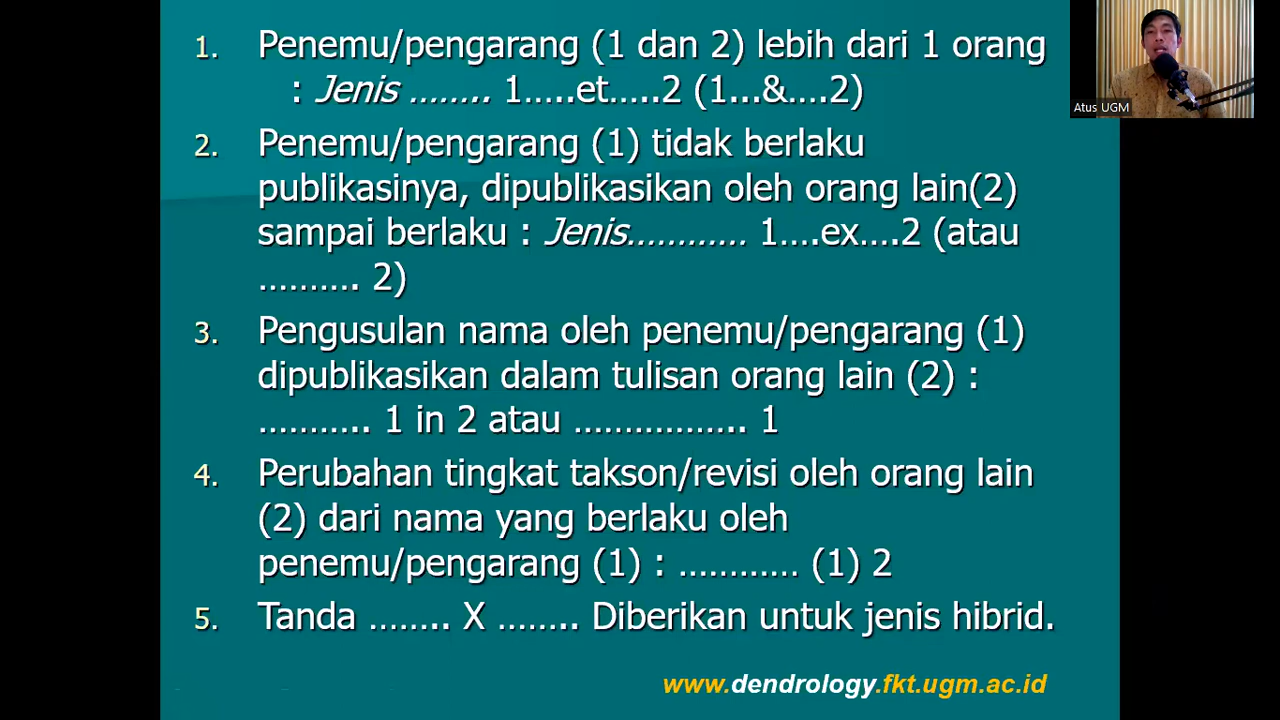 1. Penemu/pengarang (1 dan 2) lebih dari 1 orang
: Jenis …….. 1…..et…..2 (1...&….2)
2. Penemu/pengarang (1) tidak berlaku
publikasinya, dipublikasikan oleh orang lain(2)
sampai berlaku : Jenis………… 1….ex….2 (atau
………. 2)
3. Pengusulan nama oleh penemu/pengarang (1)
dipublikasikan dalam tulisan orang lain (2) :
……….. 1 in 2 atau …………….. 1
4. Perubahan tingkat takson/revisi oleh orang lain
(2) dari nama yang berlaku oleh
penemu/pengarang (1) : ………… (1) 2
5. Tanda …….. X …….. Diberikan untuk jenis hibrid.
www.dendrology.fkt.ugm.ac.id
Atus UGM